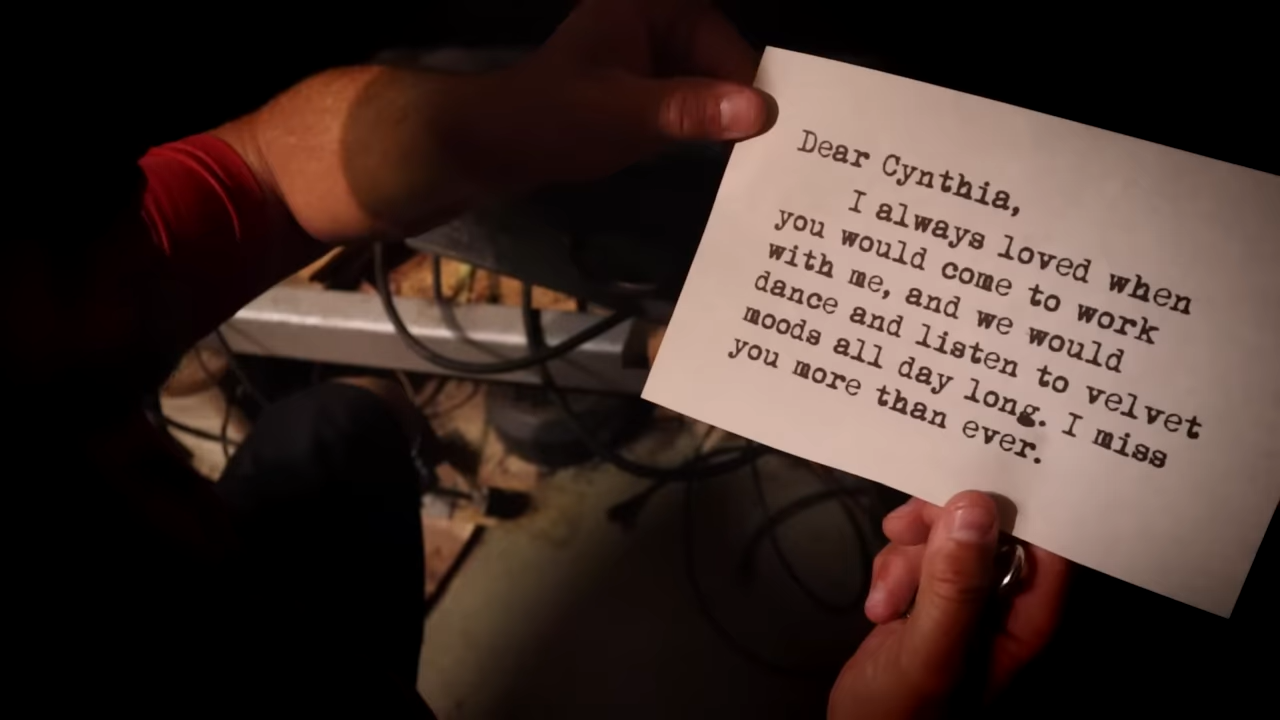 Dear Cynthia,
I always loved when
you would come to work
with me, and we would
dance and listen to velvet
moods all day long. I miss
you more than ever.